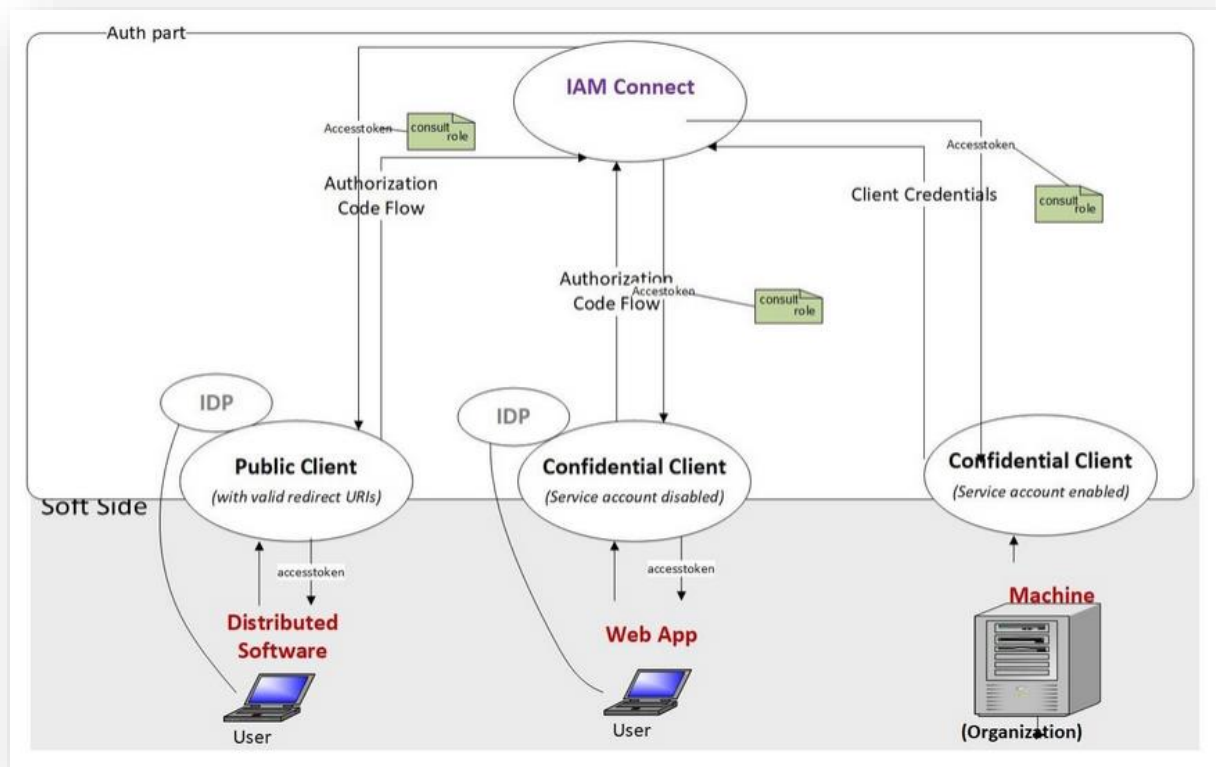 Auth part
IAM Connect
Accesstoken
consult
role
Accesstoken
Authorization
Code Flow
Client Credentials
consult
role
Authorization
Code Flow
Accestoken
consult
role
IDP
IDP
Public Client
(with valid redirect URIs)
Confidential Client
(Service account disabled)
Confidential Client
(Service account enabled)
Soft Side
accesstoken
accesstoken
Distributed
Software
Web App
Machine
User
User
(Organization)